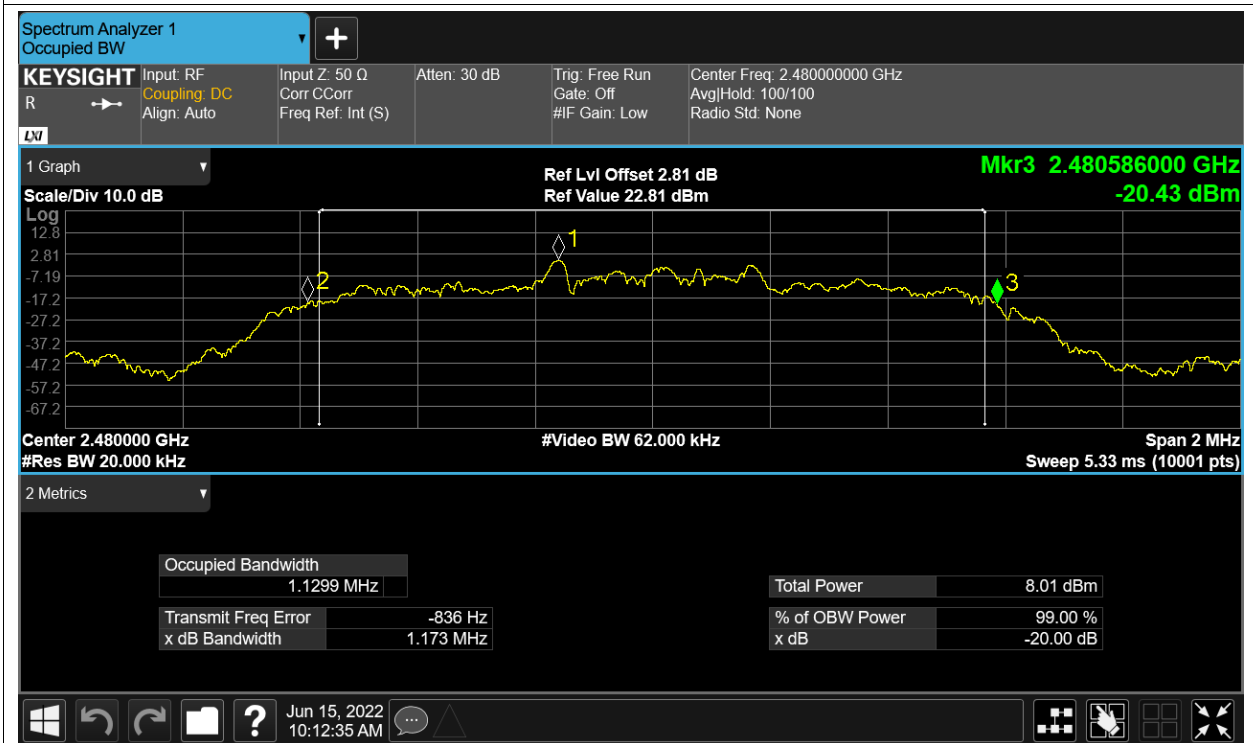 Spectrum Analyzer 1
Occupied BW
KEYSIGHT
R
LXI
Input: RF
Coupling: DC
Align: Auto
Input Z: 50 Ω
Corr CCorr
Freq Ref: Int (S)
Atten: 30 dB
Trig: Free Run
Gate: Off
#IF Gain: Low
Center Freq: 2.480000000 GHz
Avg|Hold: 100/100
Radio Std: None
1 Graph
Scale/Div 10.0 dB
Ref Lvl Offset 2.81 dB
Ref Value 22.81 dBm
Mkr3 2.480586000 GHz
-20.43 dBm
Log
12.8
2.81
-7.19
-17.2
-27.2
-37.2
-47.2
-57.2
-67.2
1
2
3
Center 2.480000 GHz
#Res BW 20.000 kHz
#Video BW 62.000 kHz
Span 2 MHz
Sweep 5.33 ms (10001 pts)
2 Metrics
Occupied Bandwidth
1.1299 MHz
Transmit Freq Error -836 Hz
x dB Bandwidth 1.173 MHz
Total Power 8.01 dBm
% of OBW Power 99.00 %
x dB -20.00 dB
?
Jun 15, 2022
10:12:35 AM